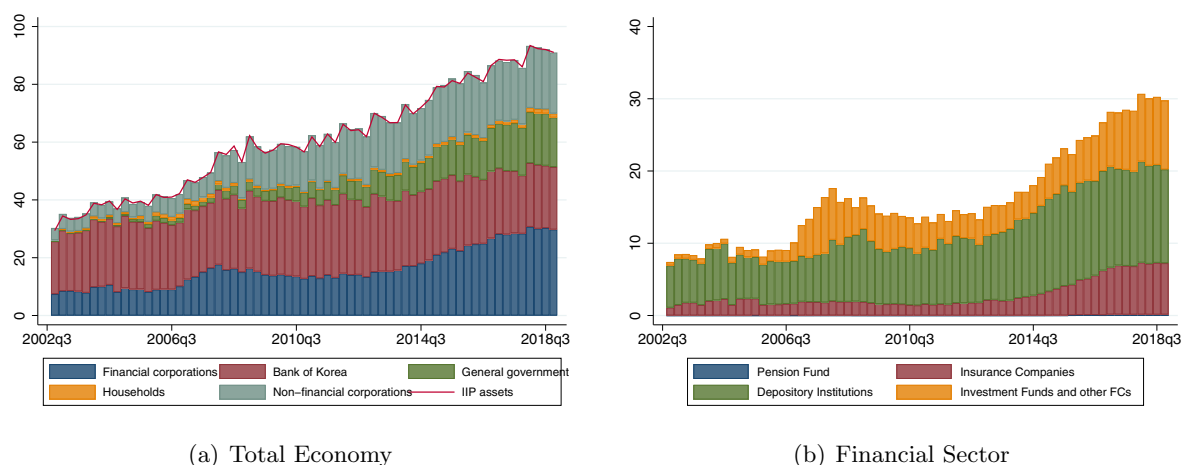 100
80
60
40
20
0
2002q3 2006q3 2010q3 2014q3 2018q3
Financial corporations Bank of Korea General government
Households Non-financial corporations IIP assets
(a) Total Economy
40
30
20
10
0
2002q3 2006q3 2010q3 2014q3 2018q3
Pension Fund Insurance Companies
Depository Institutions Investment Funds and other FCs
(b) Financial Sector